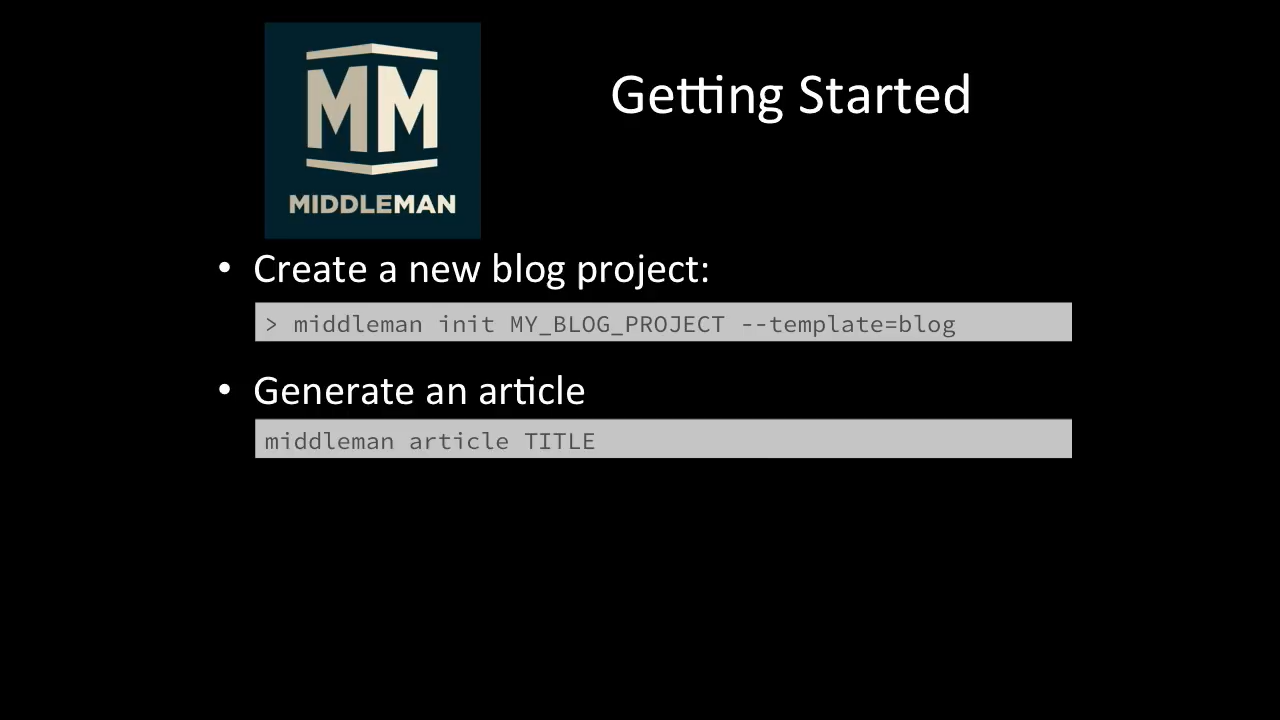 MM
MIDDLEMAN
Getting Started
• Create a new blog project:
> middleman init MY_BLOG_PROJECT --template=blog
• Generate an article
middleman article TITLE